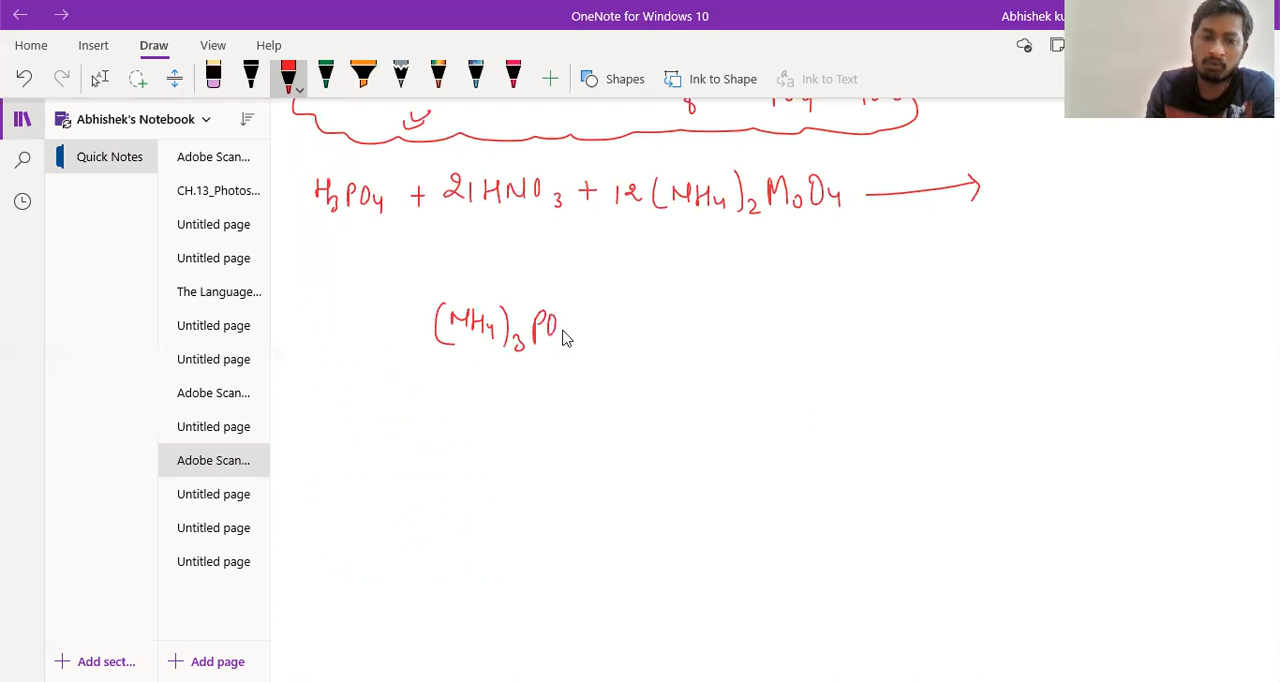 OneNote for Windows 10
Abhishek ku
Home Insert Draw View Help
Shapes Ink to Shape Ink to Text
Abhishek's Notebook
Quick Notes
Adobe Scan...
CH.13_Photos...
Untitled page
Untitled page
The Language...
Untitled page
Untitled page
Adobe Scan...
Untitled page
Adobe Scan...
Untitled page
Untitled page
Untitled page
Add sect...
Add page
H₃PO₄ + 21HNO₃ + 12(NH₄)₂MoO₄ ⟶
(NH₄)₃PO